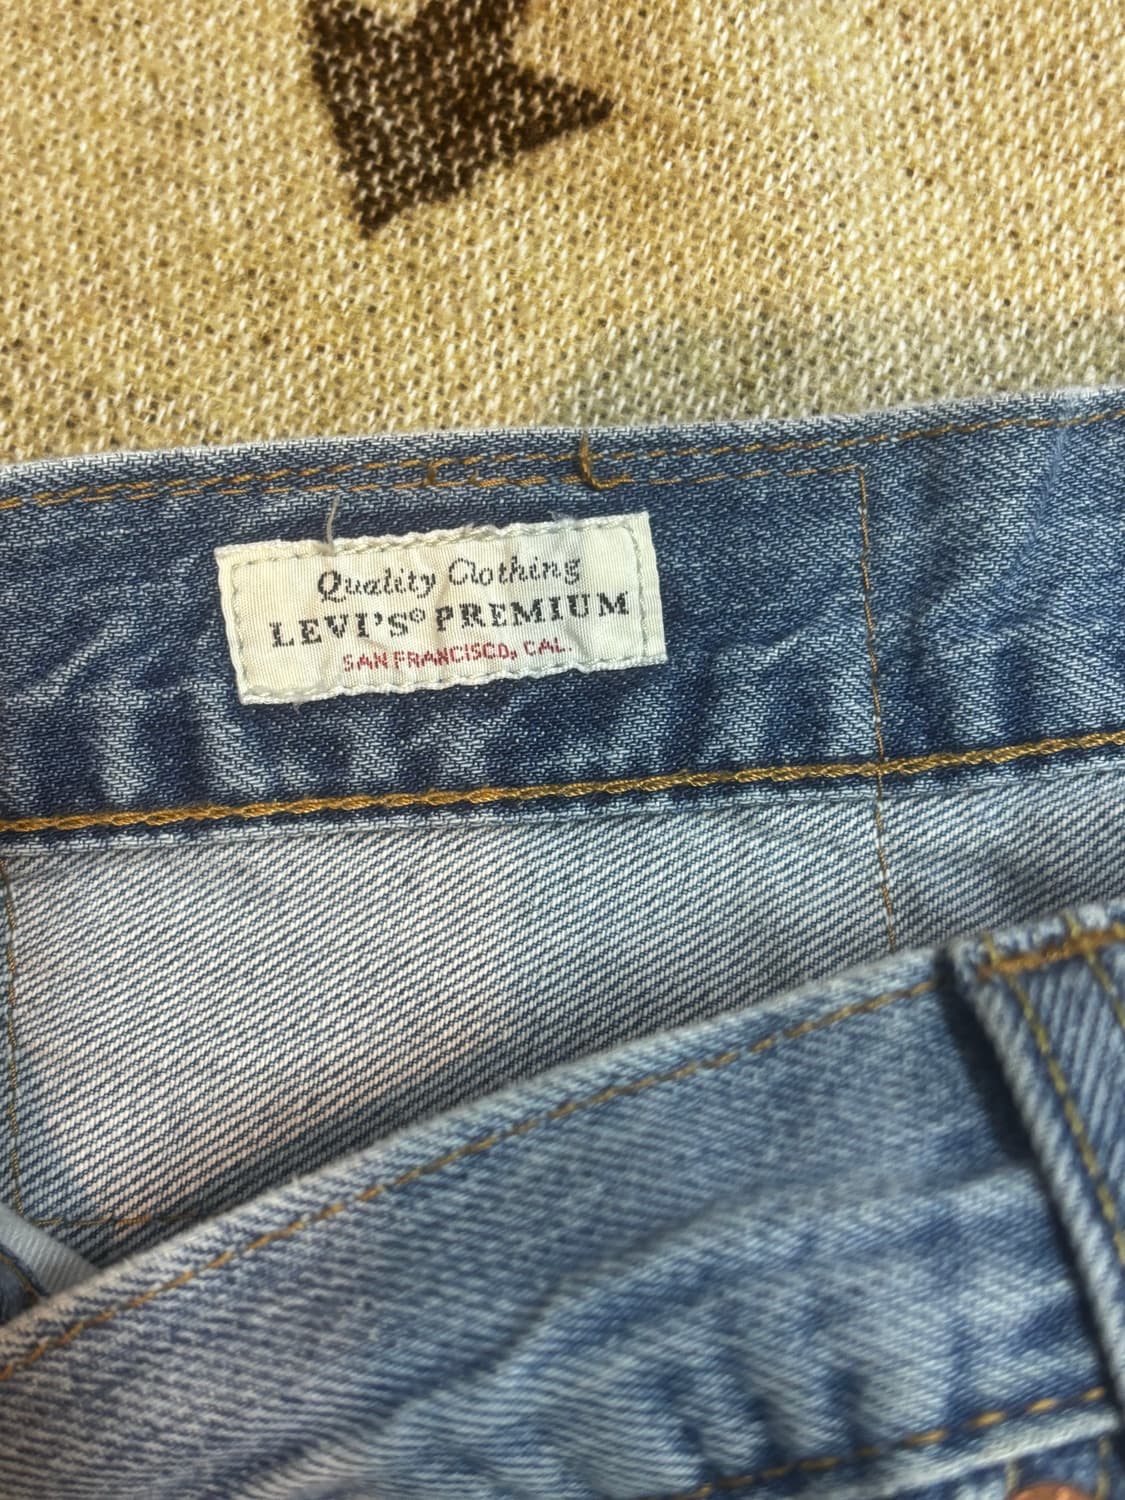 Quality Clothing
LEVI'S® PREMIUM
SAN FRANCISCO, CAL.